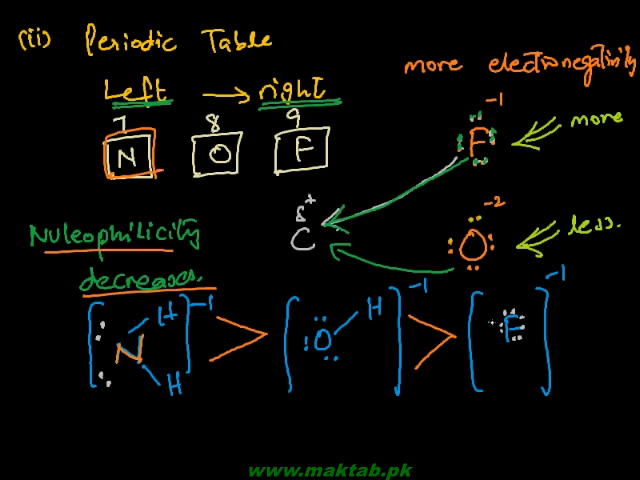 (ii) Periodic Table
more electronegativity
Left → right
7 8 9
N O F
F -1 more
δ+
C
O -2 less.
Nuleophilicity
decreases.
[N H H]-1 > [O H]-1 > [F]-1
www.maktab.pk